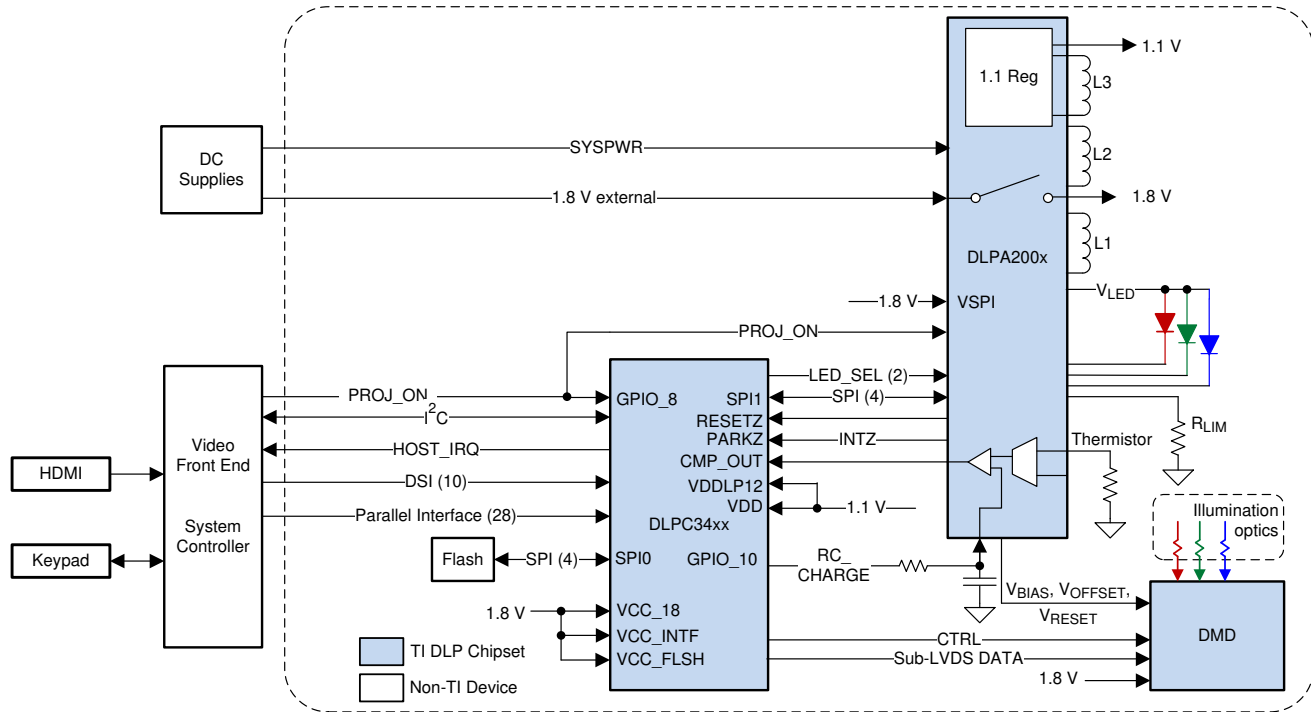 1.1 V
1.1 Reg
L3
DC
Supplies
SYSPWR
L2
1.8 V external
1.8 V
L1
DLPA200x
VLED
1.8 V
VSPI
PROJ_ON
LED_SEL (2)
PROJ_ON
GPIO_8
SPI1
SPI (4)
I2C
RESETZ
RLIM
Video
Front End
System
Controller
HOST_IRQ
PARKZ
INTZ
Thermistor
HDMI
CMP_OUT
DSI (10)
VDDLP12
Parallel Interface (28)
VDD
1.1 V
DLPC34xx
Illumination
optics
Keypad
Flash
SPI (4)
SPI0
GPIO_10
RC_
CHARGE
VBIAS, VOFFSET,
VRESET
1.8 V
VCC_18
VCC_INTF
VCC_FLSH
CTRL
Sub-LVDS DATA
DMD
1.8 V
TI DLP Chipset
Non-TI Device